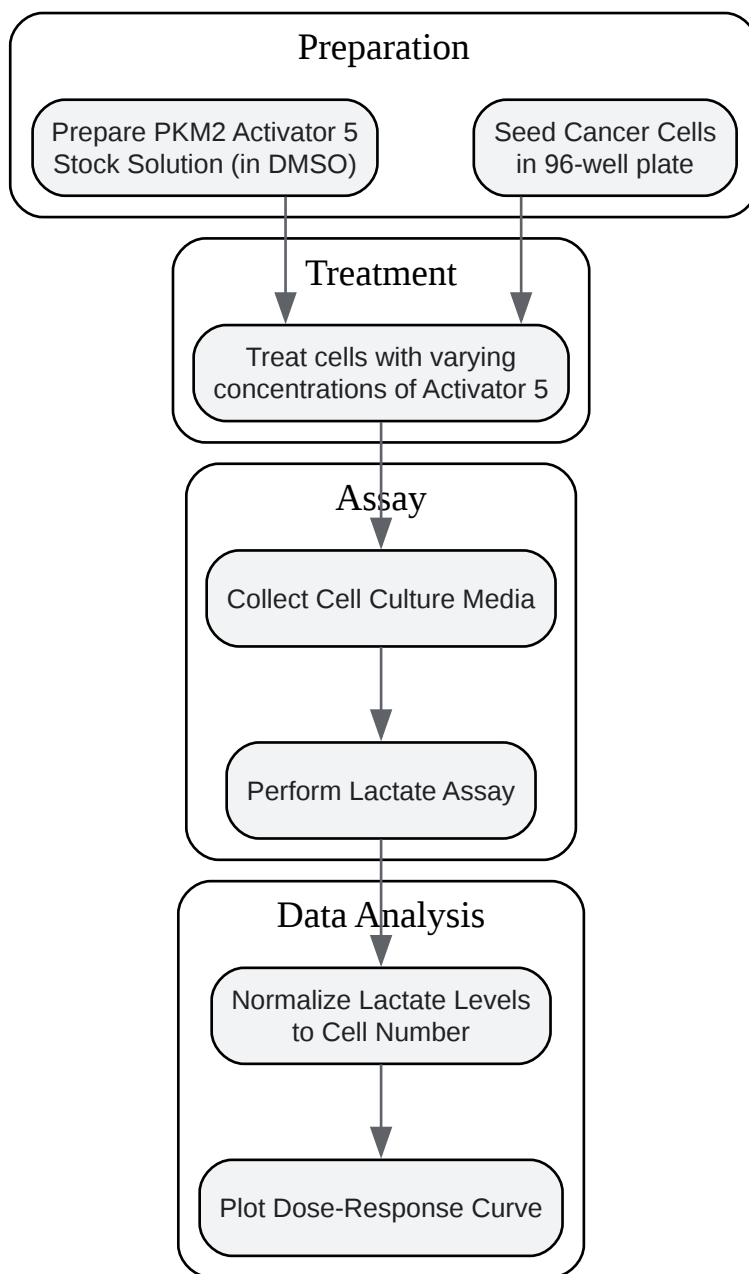 Preparation
Prepare PKM2 Activator 5
Stock Solution (in DMSO)
Seed Cancer Cells
in 96-well plate
Treatment
Treat cells with varying
concentrations of Activator 5
Assay
Collect Cell Culture Media
Perform Lactate Assay
Data Analysis
Normalize Lactate Levels
to Cell Number
Plot Dose-Response Curve